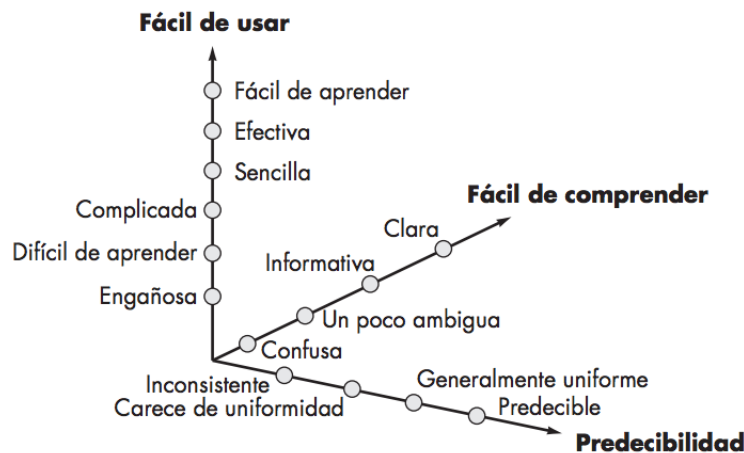 Fácil de usar
Fácil de aprender
Efectiva
Sencilla
Complicada
Difícil de aprender
Engañosa
Fácil de comprender
Clara
Informativa
Un poco ambigua
Confusa
Inconsistente
Carece de uniformidad
Generalmente uniforme
Predecible
Predecibilidad